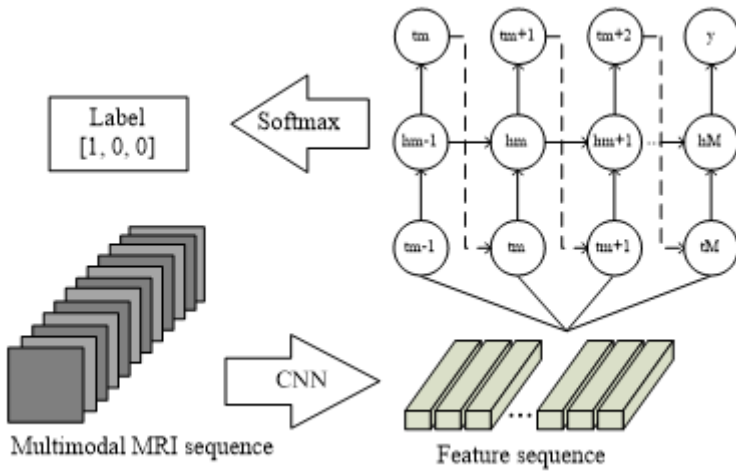 tm
tm+1
tm+2
y
Label
[1, 0, 0]
Softmax
hm-1
hm
hm+1
...
hM
tm-1
tm
tm+1
tM
CNN
...
Multimodal MRI sequence
Feature sequence